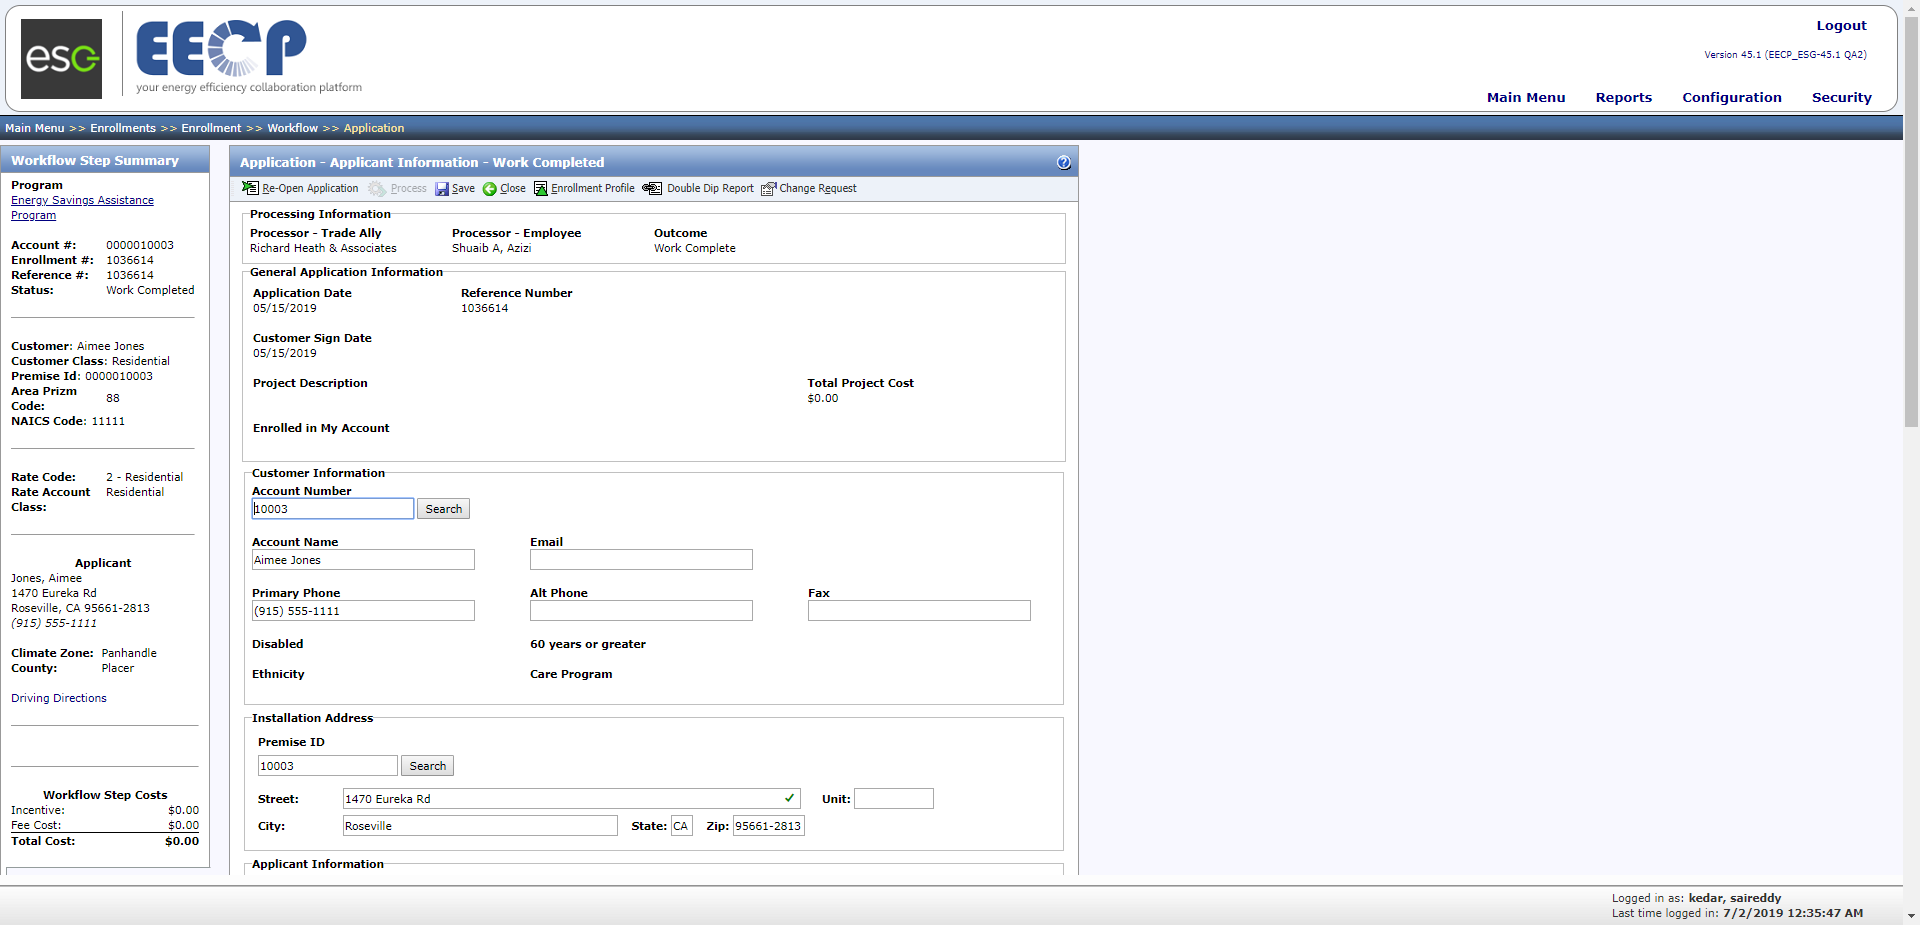 esg
EECP
your energy efficiency collaboration platform
Logout
Version 45.1 (EECP_ESG-45.1 QA2)
Main Menu Reports Configuration Security
Main Menu >> Enrollments >> Enrollment >> Workflow >> Application
Workflow Step Summary
Program
Energy Savings Assistance
Program
Account #: 0000010003
Enrollment #: 1036614
Reference #: 1036614
Status: Work Completed
Customer: Aimee Jones
Customer Class: Residential
Premise Id: 0000010003
Area Prizm
Code: 88
NAICS Code: 11111
Rate Code: 2 - Residential
Rate Account Residential
Class:
Applicant
Jones, Aimee
1470 Eureka Rd
Roseville, CA 95661-2813
(915) 555-1111
Climate Zone: Panhandle
County: Placer
Driving Directions
Workflow Step Costs
Incentive: $0.00
Fee Cost: $0.00
Total Cost: $0.00
Application - Applicant Information - Work Completed
Re-Open Application Process Save Close Enrollment Profile Double Dip Report Change Request
Processing Information
Processor - Trade Ally Processor - Employee Outcome
Richard Heath & Associates Shuaib A, Azizi Work Complete
General Application Information
Application Date Reference Number
05/15/2019 1036614
Customer Sign Date
05/15/2019
Project Description Total Project Cost
$0.00
Enrolled in My Account
Customer Information
Account Number
10003 Search
Account Name Email
Aimee Jones
Primary Phone Alt Phone Fax
(915) 555-1111
Disabled 60 years or greater
Ethnicity Care Program
Installation Address
Premise ID
10003 Search
Street: 1470 Eureka Rd Unit:
City: Roseville State: CA Zip: 95661-2813
Applicant Information
Logged in as: kedar, saireddy
Last time logged in: 7/2/2019 12:35:47 AM